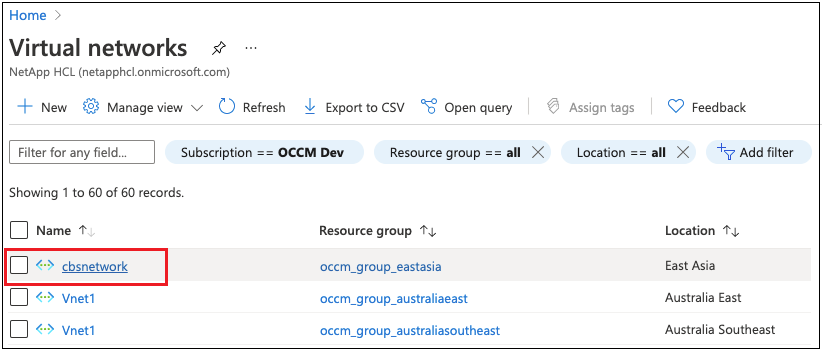 Home >
Virtual networks ...
NetApp HCL (netapphcl.onmicrosoft.com)
New Manage view Refresh Export to CSV Open query Assign tags Feedback
Filter for any field... Subscription == OCCM Dev Resource group == all Location == all Add filter
Showing 1 to 60 of 60 records.
Name Resource group Location
cbsnetwork occm_group_eastasia East Asia
Vnet1 occm_group_australiaeast Australia East
Vnet1 occm_group_australiasoutheast Australia Southeast